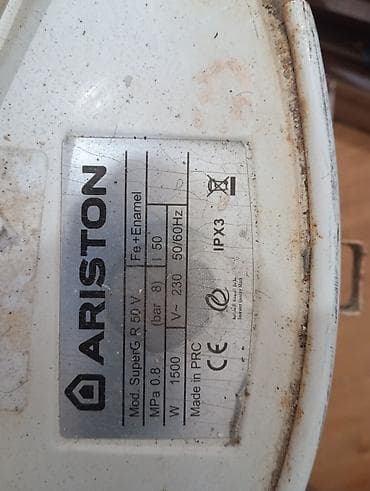 ARISTON
Mod. SuperG R 50 V Fe+Enamel
MPa 0.8 (bar 8) l 50
W 1500 V~ 230 50/60Hz
Made in PRC
CE IPX3